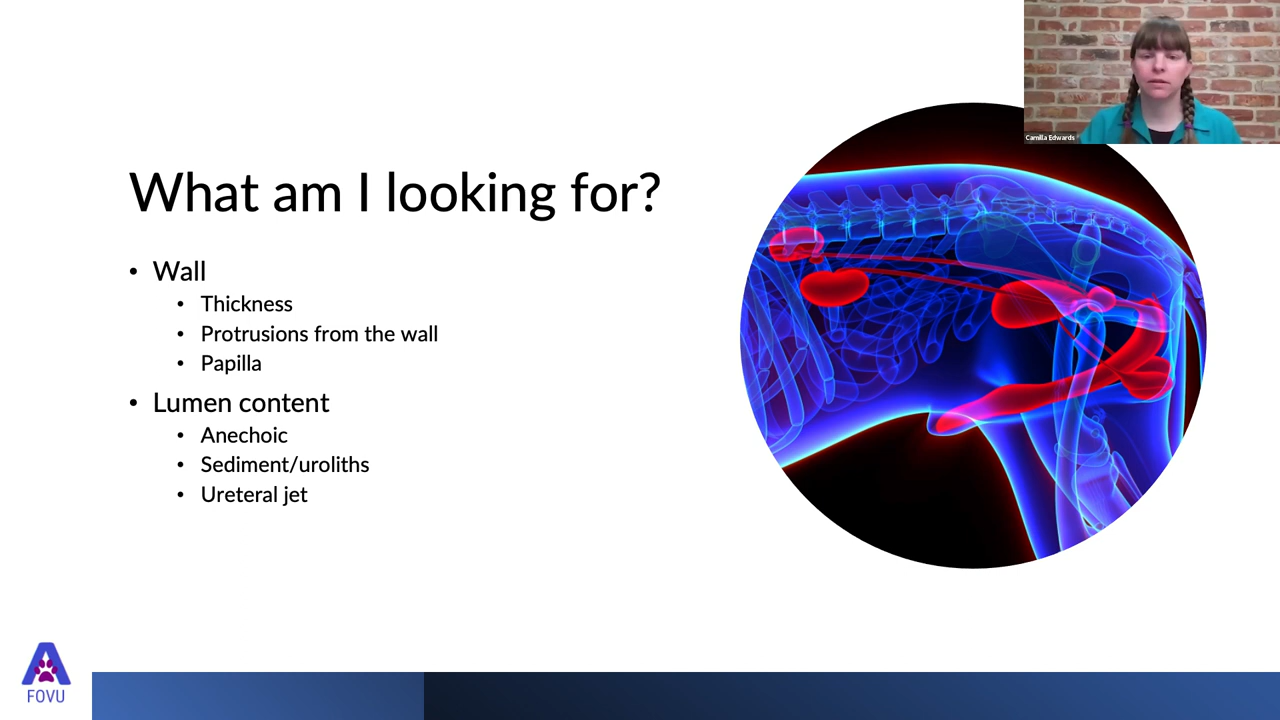 Camilla Edwards
What am I looking for?
• Wall
• Thickness
• Protrusions from the wall
• Papilla
• Lumen content
• Anechoic
• Sediment/uroliths
• Ureteral jet
A
FOVU